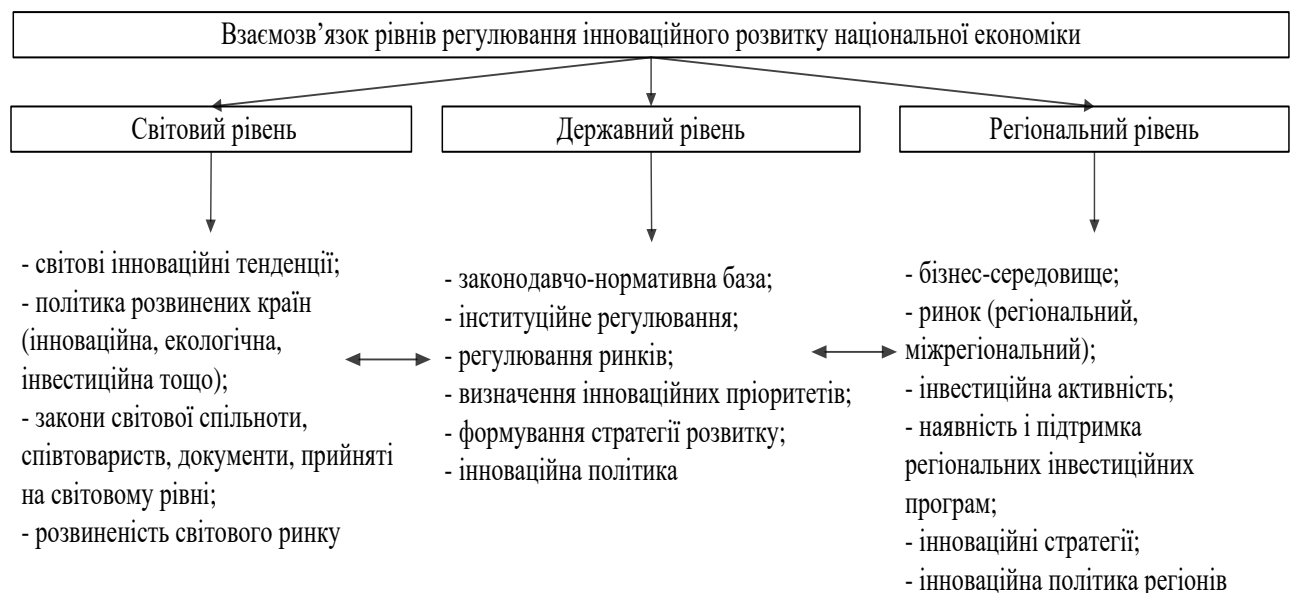 Взаємозв’язок рівнів регулювання інноваційного розвитку національної економіки
Світовий рівень
Державний рівень
Регіональний рівень
- світові інноваційні тенденції;
- політика розвинених країн
(інноваційна, екологічна,
інвестиційна тощо);
- закони світової спільноти,
співтовариств, документи, прийняті
на світовому рівні;
- розвиненість світового ринку
- законодавчо-нормативна база;
- інституційне регулювання;
- регулювання ринків;
- визначення інноваційних пріоритетів;
- формування стратегії розвитку;
- інноваційна політика
- бізнес-середовище;
- ринок (регіональний,
міжрегіональний);
- інвестиційна активність;
- наявність і підтримка
регіональних інвестиційних
програм;
- інноваційні стратегії;
- інноваційна політика регіонів